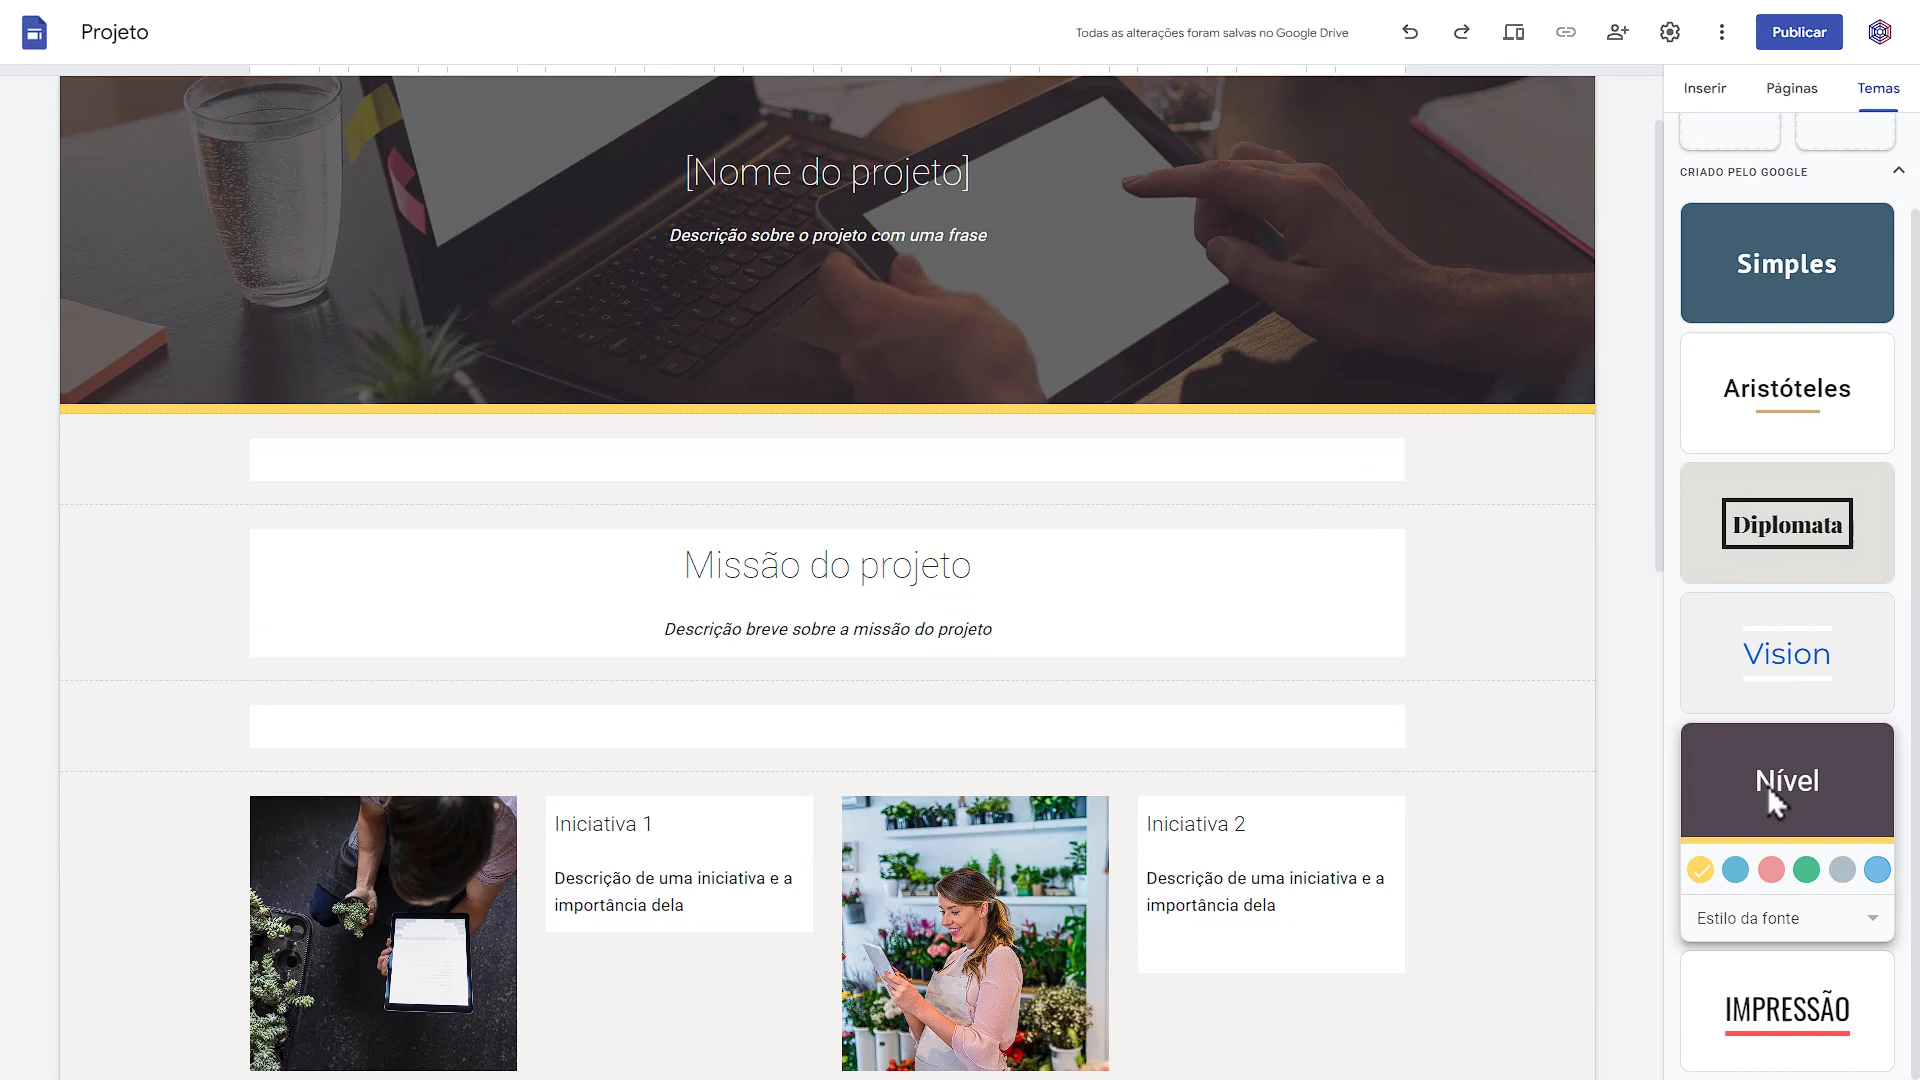 Projeto
Todas as alterações foram salvas no Google Drive
Publicar
Inserir
Páginas
Temas
CRIADO PELO GOOGLE
Simples
Aristóteles
Diplomata
Vision
Nível
Estilo da fonte
IMPRESSÃO
[Nome do projeto]
Descrição sobre o projeto com uma frase
Missão do projeto
Descrição breve sobre a missão do projeto
Iniciativa 1
Descrição de uma iniciativa e a
importância dela
Iniciativa 2
Descrição de uma iniciativa e a
importância dela